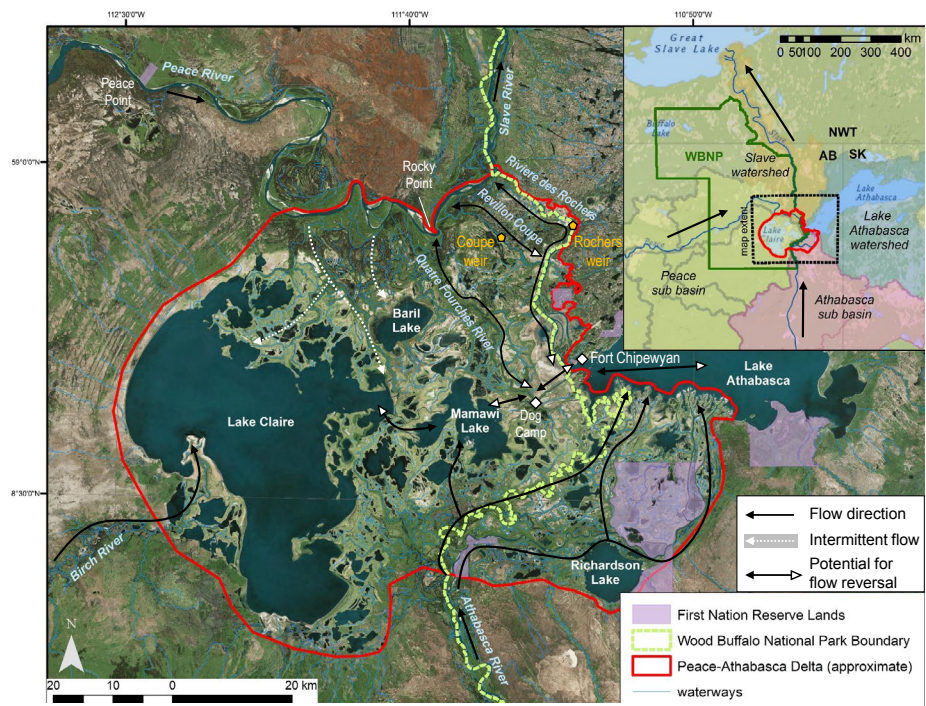 112°30'0"W
111°40'0"W
110°50'0"W
59°0'0"N
8°30'0"N
Peace River
Peace
Point
Slave River
Rocky
Point
Riviere des Rochers
Revillon Coupe
Coupe
weir
Rochers
weir
Quatre Fourches River
Baril
Lake
Fort Chipewyan
Lake
Athabasca
Lake Claire
Mamawi
Lake
Dog
Camp
Birch River
Richardson
Lake
Athabasca River
N
20 10 0 20 km
0 50 100 200 300 400 km
Great
Slave Lake
Buffalo
Lake
WBNP
NWT
AB SK
Slave
watershed
Lake
Athabasca
Lake
Athabasca
watershed
map extent
Lake
Claire
Peace
sub basin
Athabasca
sub basin
Flow direction
Intermittent flow
Potential for
flow reversal
First Nation Reserve Lands
Wood Buffalo National Park Boundary
Peace-Athabasca Delta (approximate)
waterways